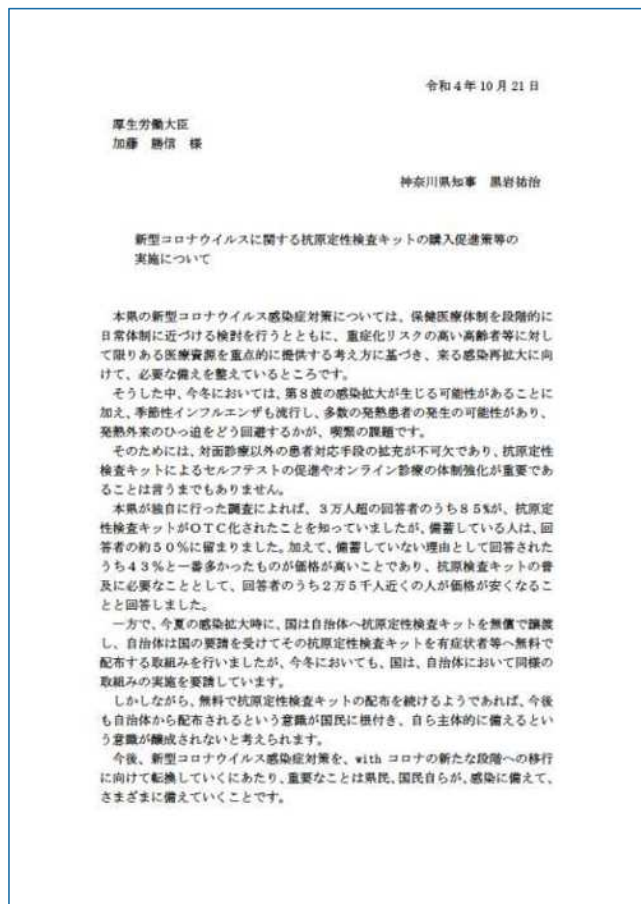 令和4年10月21日
厚生労働大臣
加藤 勝信 様
神奈川県知事 黒岩祐治
新型コロナウイルスに関する抗原定性検査キットの購入促進策等の
実施について
本県の新型コロナウイルス感染症対策については、保健医療体制を段階的に
日常体制に近づける検討を行うとともに、重症化リスクの高い高齢者等に対し
て限りある医療資源を重点的に提供する考え方に基づき、来る感染再拡大に向
けて、必要な備えを整えているところです。
そうした中、今冬においては、第8波の感染拡大が生じる可能性があることに
加え、季節性インフルエンザも流行し、多数の発熱患者の発生の可能性があり、
発熱外来のひっ迫をどう回避するかが、喫緊の課題です。
そのためには、対面診療以外の患者対応手段の拡充が不可欠であり、抗原定性
検査キットによるセルフテストの促進やオンライン診療の体制強化が重要であ
ることは言うまでもありません。
本県が独自に行った調査によれば、3万人超の回答者のうち85%が、抗原定
性検査キットがOTC化されたことを知っていましたが、備蓄している人は、回
答者の約50%に留まりました。加えて、備蓄していない理由として回答された
うち43%と一番多かったものが価格が高いことであり、抗原検査キットの普
及に必要なこととして、回答者のうち2万5千人近くの人が価格が安くなるこ
とと回答しました。
一方で、今夏の感染拡大時に、国は自治体へ抗原定性検査キットを無償で譲渡
し、自治体は国の要請を受けてその抗原定性検査キットを有症状者等へ無料で
配布する取組みを行いましたが、今冬においても、国は、自治体において同様の
取組みの実施を要請しています。
しかしながら、無料で抗原定性検査キットの配布を続けるようであれば、今後
も自治体から配布されるという意識が国民に根付き、自ら主体的に備えるとい
う意識が醸成されないと考えられます。
今後、新型コロナウイルス感染症対策を、with コロナの新たな段階への移行
に向けて転換していくにあたり、重要なことは県民、国民自らが、感染に備えて、
さまざまに備えていくことです。